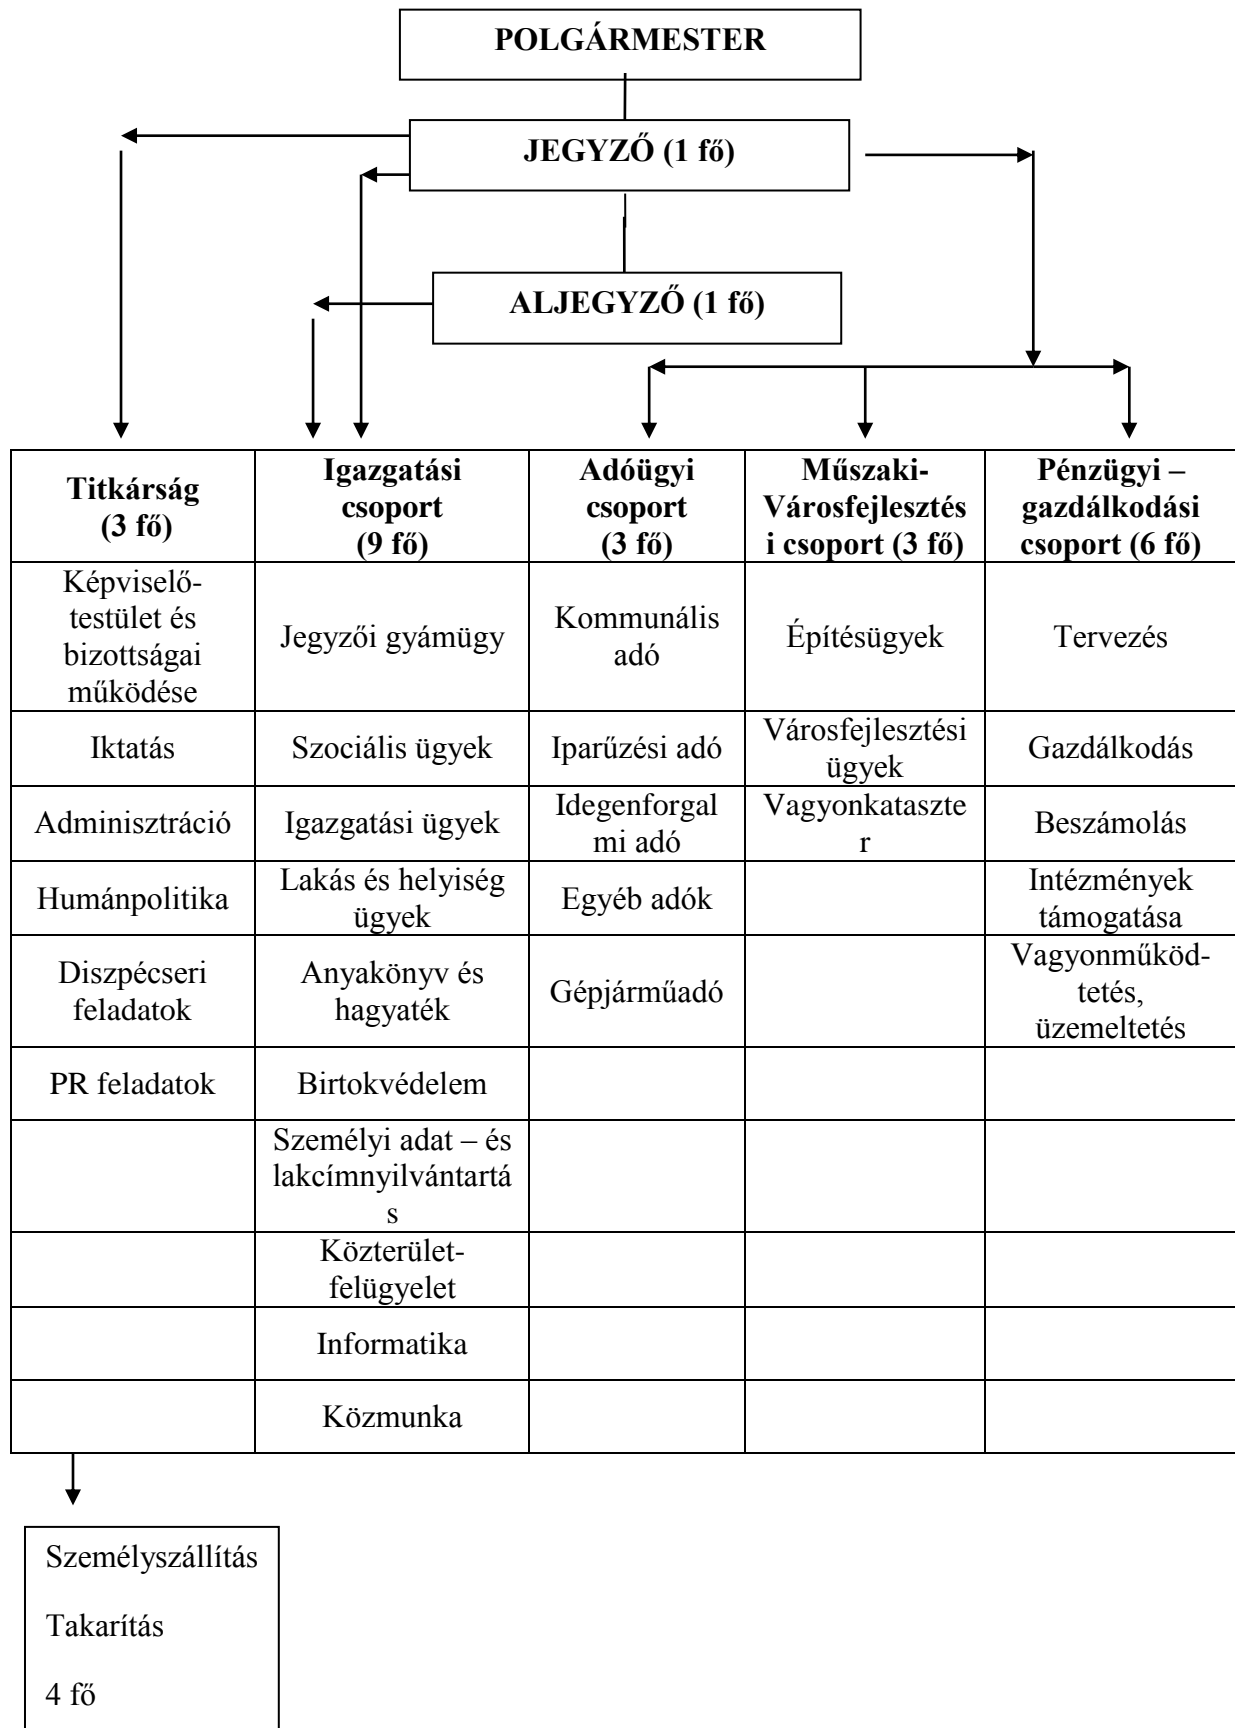 POLGÁRMESTER
JEGYZŐ (1 fő)
ALJEGYZŐ (1 fő)
Titkárság
(3 fő)
Igazgatási
csoport
(9 fő)
Adóügyi
csoport
(3 fő)
Műszaki-
Városfejlesztés
i csoport (3 fő)
Pénzügyi –
gazdálkodási
csoport (6 fő)
Képviselő-
testület és
bizottságai
működése
Jegyzői gyámügy
Kommunális
adó
Építésügyek
Tervezés
Iktatás
Szociális ügyek
Iparűzési adó
Városfejlesztési
ügyek
Gazdálkodás
Adminisztráció
Igazgatási ügyek
Idegenforgal
mi adó
Vagyonkataszte
r
Beszámolás
Humánpolitika
Lakás és helyiség
ügyek
Egyéb adók
Intézmények
támogatása
Diszpécseri
feladatok
Anyakönyv és
hagyaték
Gépjárműadó
Vagyonműköd-
tetés,
üzemeltetés
PR feladatok
Birtokvédelem
Személyi adat – és
lakcímnyilvántartá
s
Közterület-
felügyelet
Informatika
Közmunka
Személyszállítás
Takarítás
4 fő